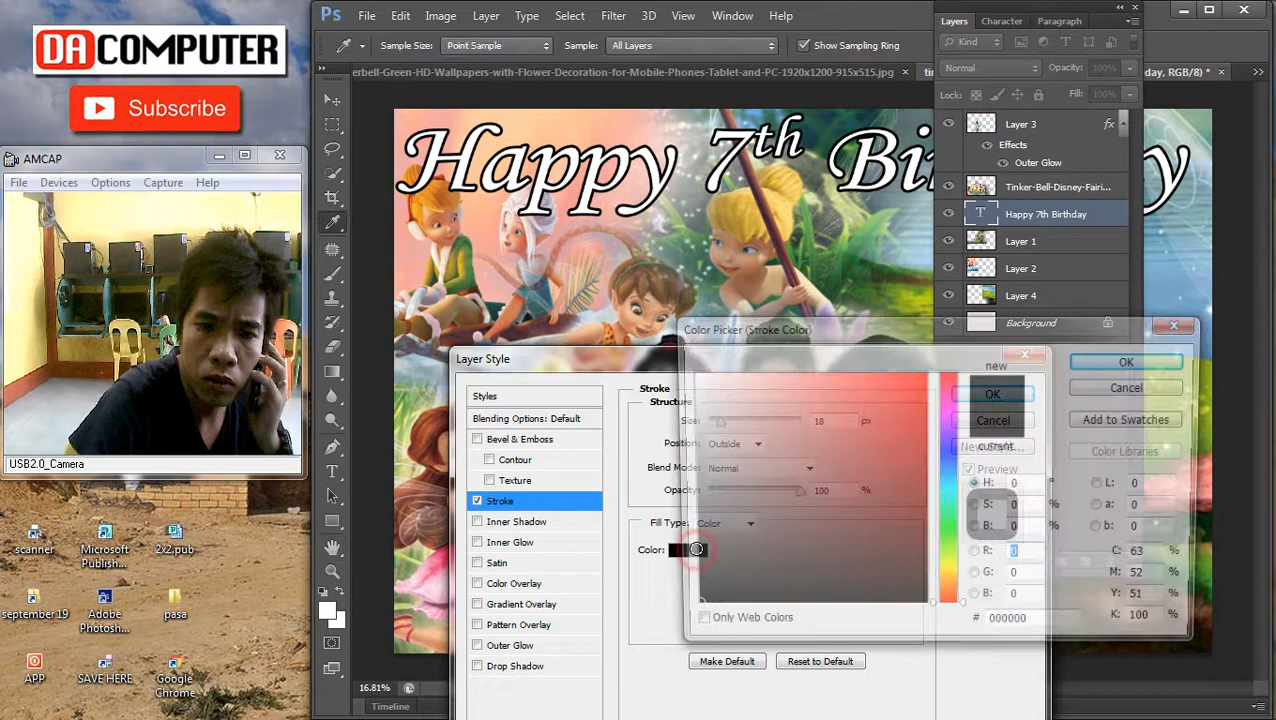 DA COMPUTER
Subscribe
AMCAP
File Devices Options Capture Help
USB2.0_Camera
scanner
Microsoft Publish...
2x2.pub
september 19
Adobe Photosh...
pasa
APP
SAVE HERE
Google Chrome
Ps File Edit Image Layer Type Select Filter 3D View Window Help
Sample Size: Point Sample Sample: All Layers Show Sampling Ring
erbell-Green-HD-Wallpapers-with-Flower-Decoration-for-Mobile-Phones-Tablet-and-PC-1920x1200-915x515.jpg × tin day, RGB/8) * ×
Happy 7th Birthday
Layers Character Paragraph
Kind
Normal Opacity: 100%
Lock: Fill: 100%
Layer 3 fx
Effects
Outer Glow
Tinker-Bell-Disney-Fairi...
T Happy 7th Birthday
Layer 1
Layer 2
Layer 4
Background
Color Picker (Stroke Color)
new
OK
Cancel
Add to Swatches
current
Color Libraries
H: 0 ° L: 0
S: 0 % a: 0
B: 0 % b: 0
R: 0 C: 63 %
G: 0 M: 52 %
B: 0 Y: 51 %
# 000000 K: 100 %
Only Web Colors
Layer Style
Styles
Blending Options: Default
Bevel & Emboss
Contour
Texture
Stroke
Inner Shadow
Inner Glow
Satin
Color Overlay
Gradient Overlay
Pattern Overlay
Outer Glow
Drop Shadow
Stroke
Structure
Size: 18 px
Position: Outside
Blend Mode: Normal
Opacity: 100 %
Fill Type: Color
Color:
Make Default Reset to Default
OK
Cancel
New Style...
Preview
16.81%
Timeline